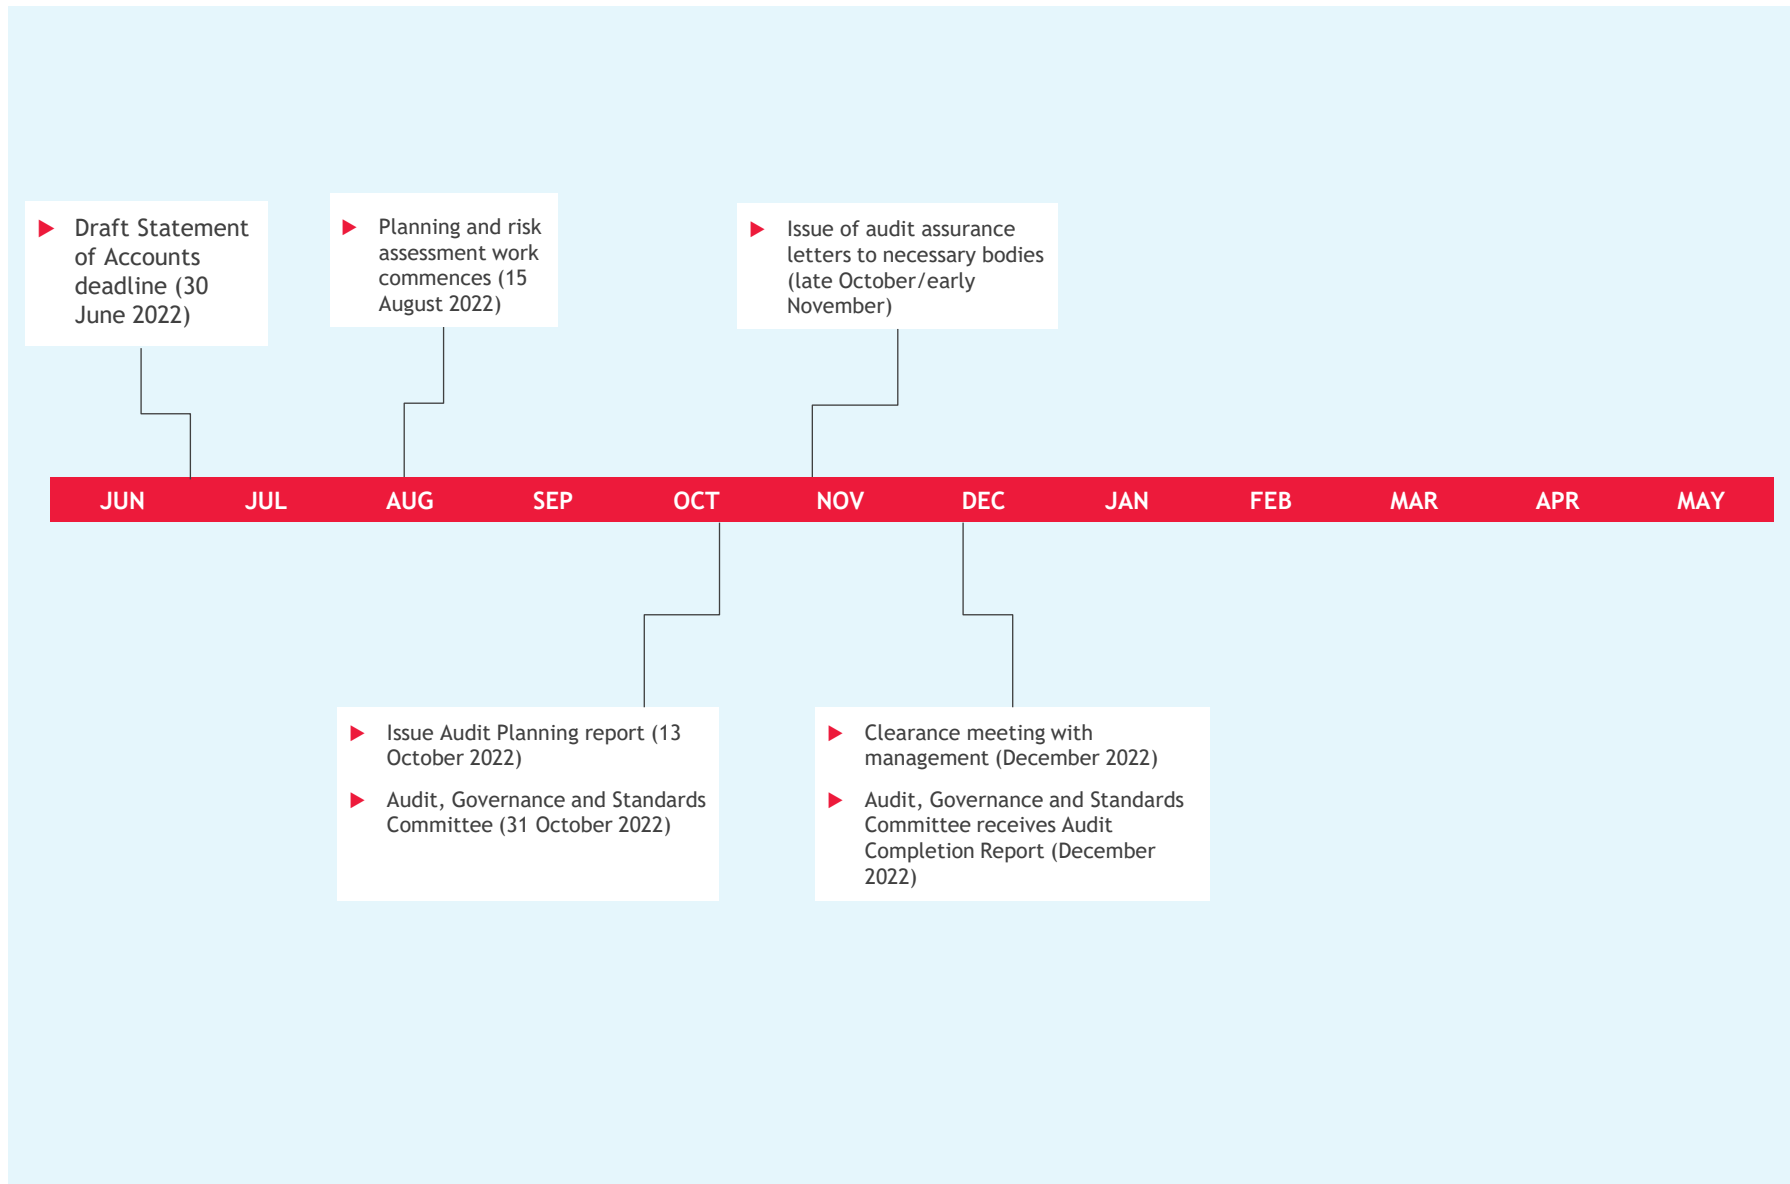 Draft Statement
of Accounts
deadline (30
June 2022)
Planning and risk
assessment work
commences (15
August 2022)
Issue of audit assurance
letters to necessary bodies
(late October/early
November)
JUN JUL AUG SEP OCT NOV DEC JAN FEB MAR APR MAY
Issue Audit Planning report (13
October 2022)
Audit, Governance and Standards
Committee (31 October 2022)
Clearance meeting with
management (December 2022)
Audit, Governance and Standards
Committee receives Audit
Completion Report (December
2022)